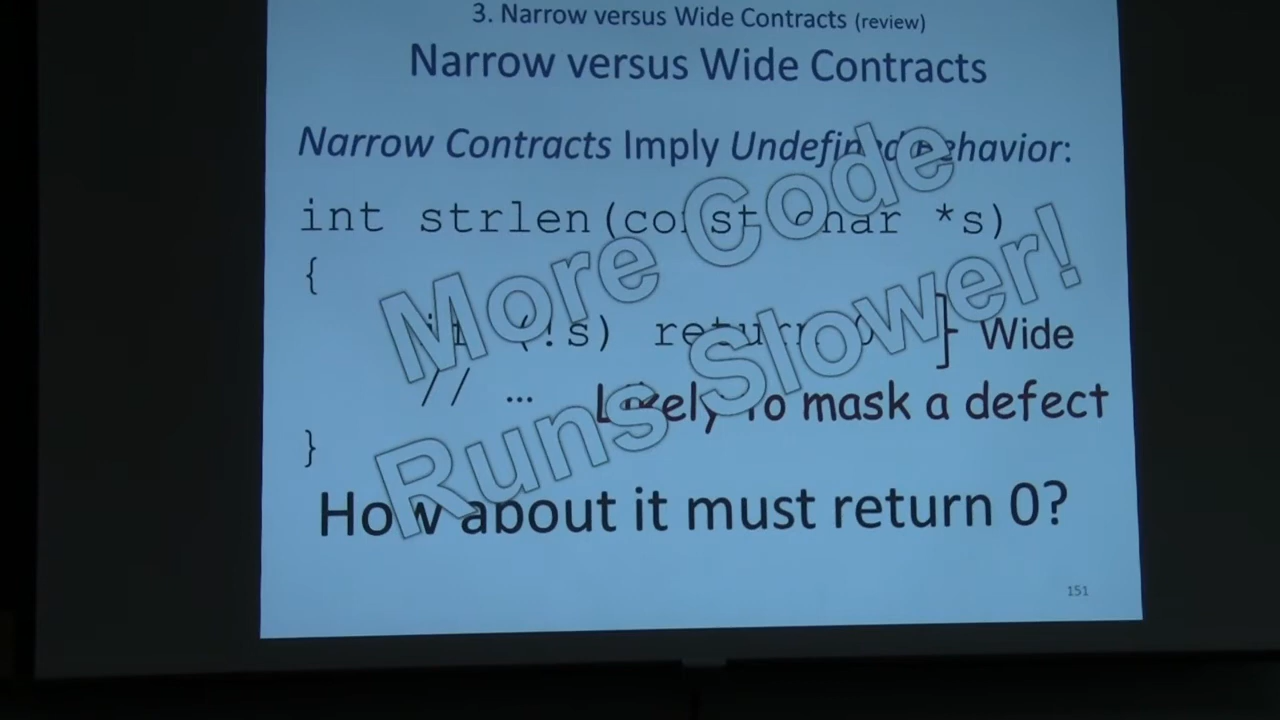 3. Narrow versus Wide Contracts (review)
Narrow versus Wide Contracts
Narrow Contracts Imply Undefined Behavior:
int strlen(const char *s)
{
if (!s) return 0; } Wide
// ... Likely to mask a defect
}
How about it must return 0?
More Code
Runs Slower!
151